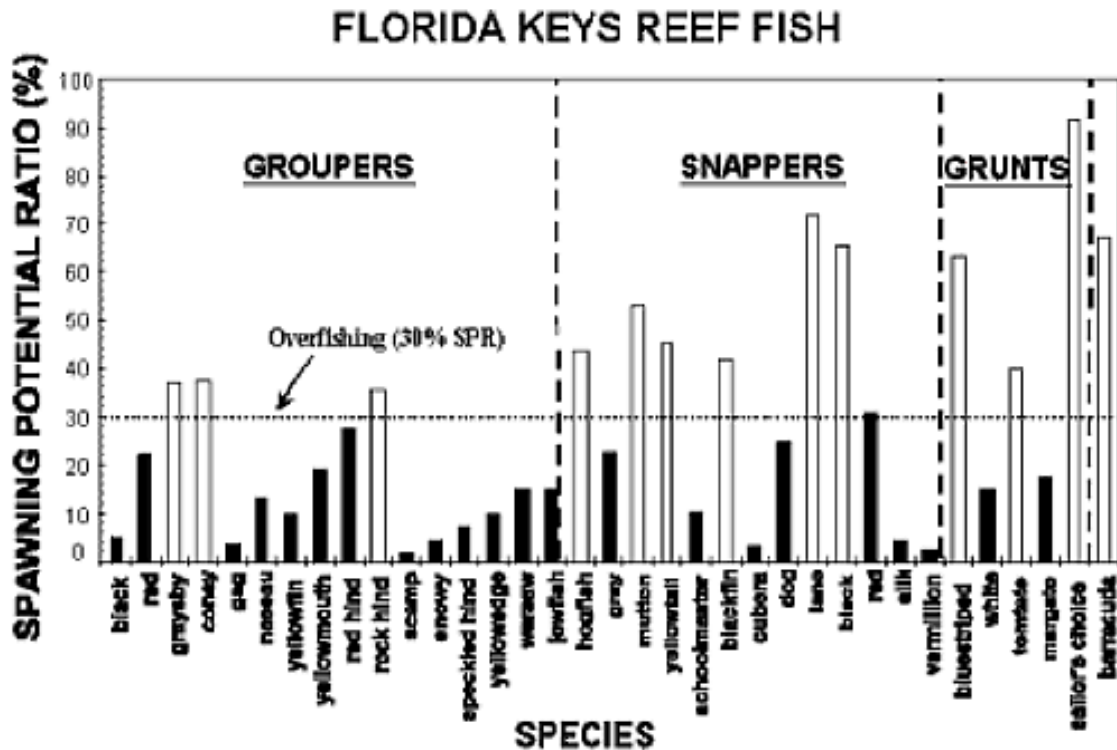 FLORIDA KEYS REEF FISH
SPAWNING POTENTIAL RATIO (%)
100
90
80
70
60
50
40
30
20
10
0
GROUPERS
SNAPPERS
GRUNTS
Overfishing (30% SPR)
black
red
graysby
coney
gag
nassau
yellowfin
yellowmouth
red hind
rock hind
scamp
snowy
speckled hind
yellowedge
warsaw
jewfish
hogfish
gray
mutton
yellowtail
schoolmaster
blackfin
cubera
dog
lane
black
red
silk
vermillion
bluestriped
white
tomtate
margate
sailor's choice
barracuda
SPECIES